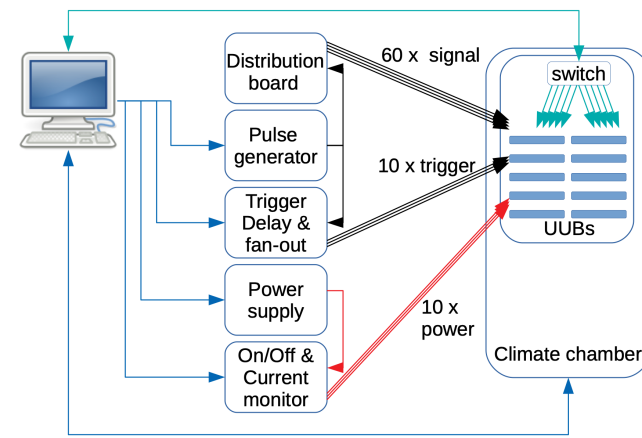 Distribution
board
60 x  signal
switch
Pulse
generator
10 x trigger
Trigger
Delay &
fan-out
UUBs
Power
supply
10 x
power
On/Off &
Current
monitor
Climate chamber